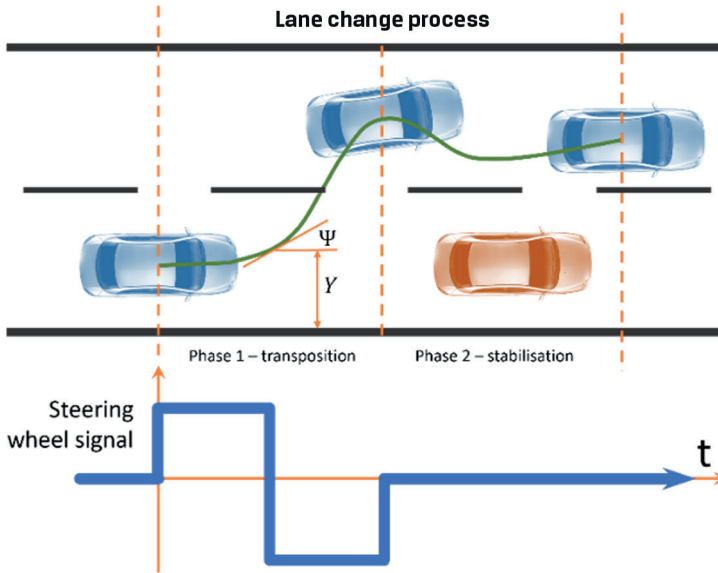 Lane change process
Ψ
Y
Phase 1 – transposition
Phase 2 – stabilisation
Steering
wheel signal
t